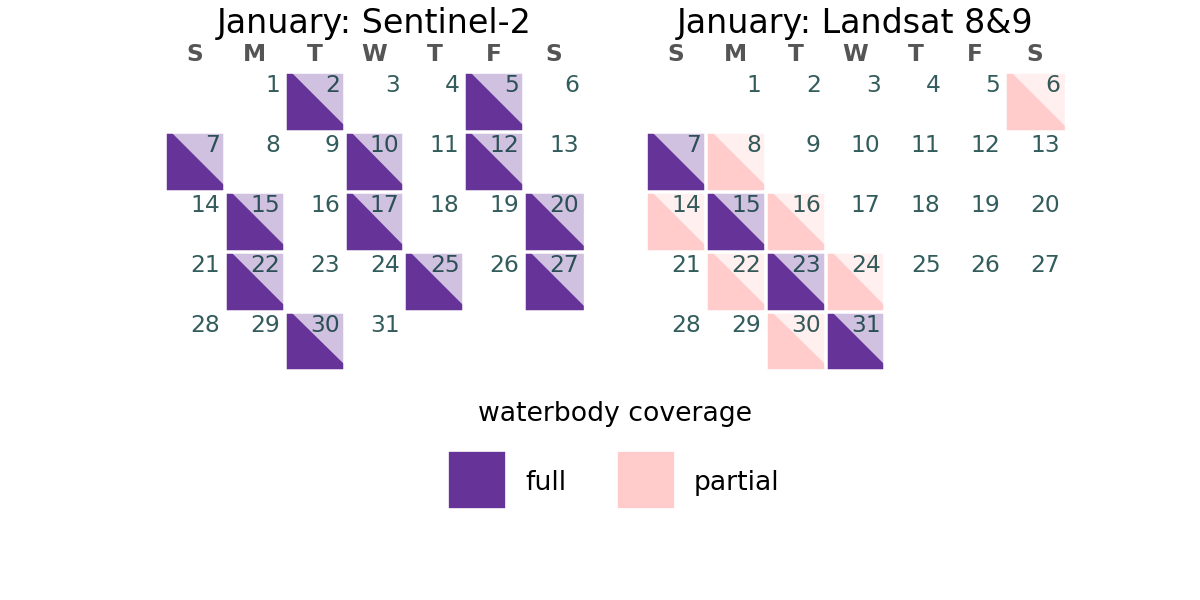 January: Sentinel-2
S M T W T F S
1 2 3 4 5 6
7 8 9 10 11 12 13
14 15 16 17 18 19 20
21 22 23 24 25 26 27
28 29 30 31
January: Landsat 8&9
S M T W T F S
1 2 3 4 5 6
7 8 9 10 11 12 13
14 15 16 17 18 19 20
21 22 23 24 25 26 27
28 29 30 31
waterbody coverage
full partial